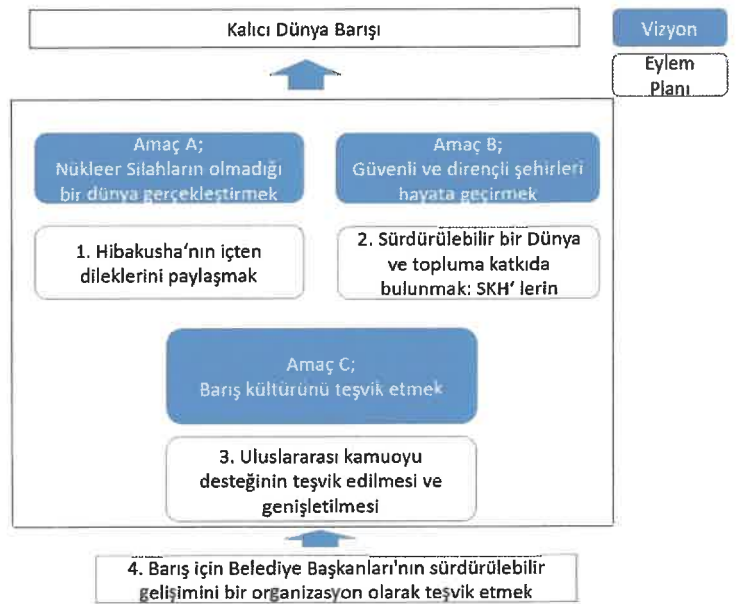 Kalıcı Dünya Barışı
Vizyon
Eylem
Planı
Amaç A;
Nükleer Silahların olmadığı
bir dünya gerçekleştirmek
Amaç B;
Güvenli ve dirençli şehirleri
hayata geçirmek
1. Hibakusha‘nın içten
dileklerini paylaşmak
2. Sürdürülebilir bir Dünya
ve topluma katkıda
bulunmak: SKH‘ lerin
Amaç C;
Barış kültürünü teşvik etmek
3. Uluslararası kamuoyu
desteğinin teşvik edilmesi ve
genişletilmesi
4. Barış için Belediye Başkanları'nın sürdürülebilir
gelişimini bir organizasyon olarak teşvik etmek